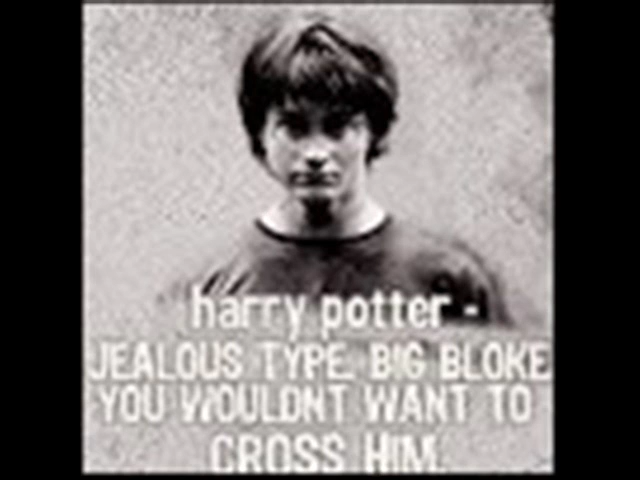 harry potter -
JEALOUS TYPE. BIG BLOKE
YOU WOULDNT WANT TO
CROSS HIM.